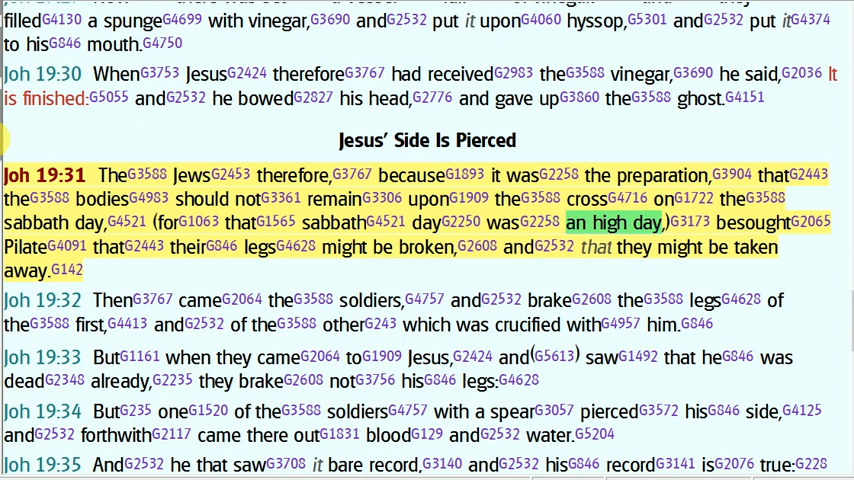 filledG4130 a spungeG4699 with vinegar,G3690 andG2532 put it uponG4060 hyssop,G5301 andG2532 put itG4374
to hisG846 mouth.G4750
Joh 19:30 WhenG3753 JesusG2424 thereforeG3767 had receivedG2983 theG3588 vinegar,G3690 he said,G2036 It
is finished:G5055 andG2532 he bowedG2827 his head,G2776 and gave upG3860 theG3588 ghost.G4151
Jesus’ Side Is Pierced
Joh 19:31 TheG3588 JewsG2453 therefore,G3767 becauseG1893 it wasG2258 the preparation,G3904 thatG2443
theG3588 bodiesG4983 should notG3361 remainG3306 uponG1909 theG3588 crossG4716 onG1722 theG3588
sabbath day,G4521 (forG1063 thatG1565 sabbathG4521 dayG2250 wasG2258 an high day,)G3173 besoughtG2065
PilateG4091 thatG2443 theirG846 legsG4628 might be broken,G2608 andG2532 that they might be taken
away.G142
Joh 19:32 ThenG3767 cameG2064 theG3588 soldiers,G4757 andG2532 brakeG2608 theG3588 legsG4628 of
theG3588 first,G4413 andG2532 of theG3588 otherG243 which was crucified withG4957 him.G846
Joh 19:33 ButG1161 when they cameG2064 toG1909 Jesus,G2424 and(G5613) sawG1492 that heG846 was
deadG2348 already,G2235 they brakeG2608 notG3756 hisG846 legs:G4628
Joh 19:34 ButG235 oneG1520 of theG3588 soldiersG4757 with a spearG3057 piercedG3572 hisG846 side,G4125
andG2532 forthwithG2117 came there outG1831 bloodG129 andG2532 water.G5204
Joh 19:35 AndG2532 he that sawG3708 it bare record,G3140 andG2532 hisG846 recordG3141 isG2076 true:G228